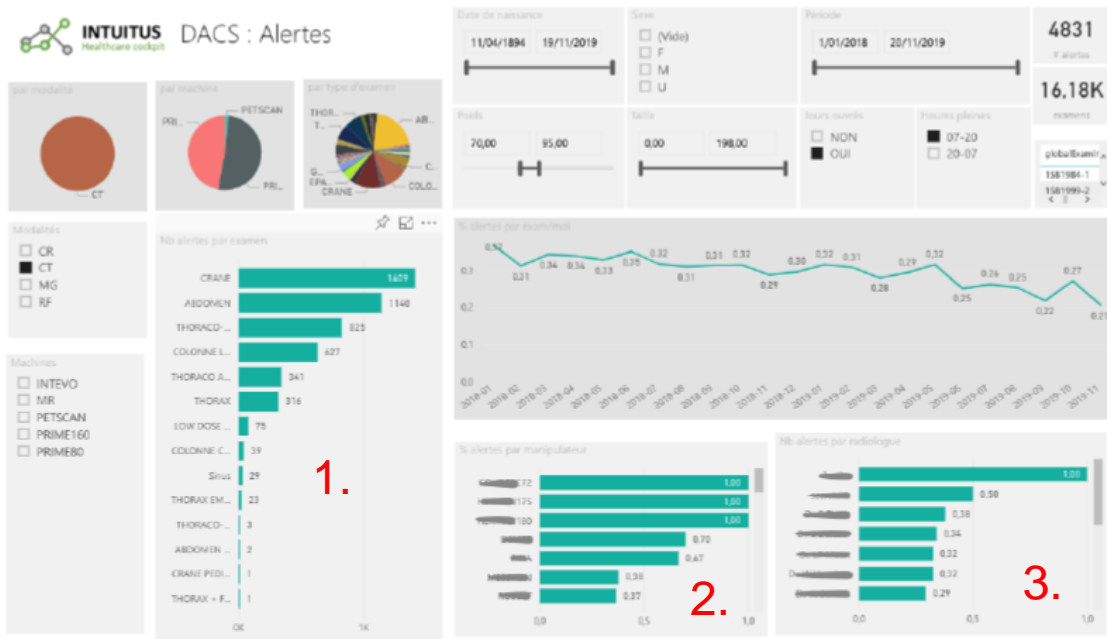 INTUITUS
Healthcare cockpit
DACS : Alertes
Date de naissance
11/04/1894 19/11/2019
Sexe
(Vide)
F
M
U
Période
1/01/2018 20/11/2019
4831
# alertes
par modalité
CT
par machine
PRI...
PETSCAN
PRI...
par type d'examen
THOR...
T...
G...
EPA...
CRANE
AB...
C...
COLO...
Poids
70,00 95,00
Taille
0,00 198,00
Jours ouvrés
NON
OUI
Heures pleines
07-20
20-07
16,18K
examens
globalExamIn
1581984-1
1581999-2
Modalités
CR
CT
MG
RF
Machines
INTEVO
MR
PETSCAN
PRIME160
PRIME80
Nb alertes par examen
CRANE 1409
ABDOMEN 1140
THORACO-... 825
COLONNE L... 627
THORACO A... 341
THORAX 316
LOW DOSE ... 75
COLONNE C... 39
Sinus 29
THORAX EM... 23
THORACO-... 3
ABDOMEN ... 2
CRANE PEDI... 1
THORAX + F... 1
0K 1K
1.
% alertes par exam/moi
0,31 0,34 0,34 0,33 0,35 0,32 0,31 0,31 0,32 0,29 0,30 0,32 0,31 0,28 0,29 0,32 0,25 0,26 0,25 0,22 0,27 0,21
0,3
0,2
0,1
0,0
2018-01 2018-02 2018-03 2018-04 2018-05 2018-06 2018-07 2018-08 2018-09 2018-10 2018-11 2018-12 2019-01 2019-02 2019-03 2019-04 2019-05 2019-06 2019-07 2019-08 2019-09 2019-10 2019-11
% alertes par manipulateur
1,00
1,00
1,00
0,70
0,67
0,38
0,37
0,0 0,5 1,0
2.
Nb alertes par radiologue
1,00
0,50
0,38
0,34
0,32
0,32
0,29
0,0 0,5 1,0
3.